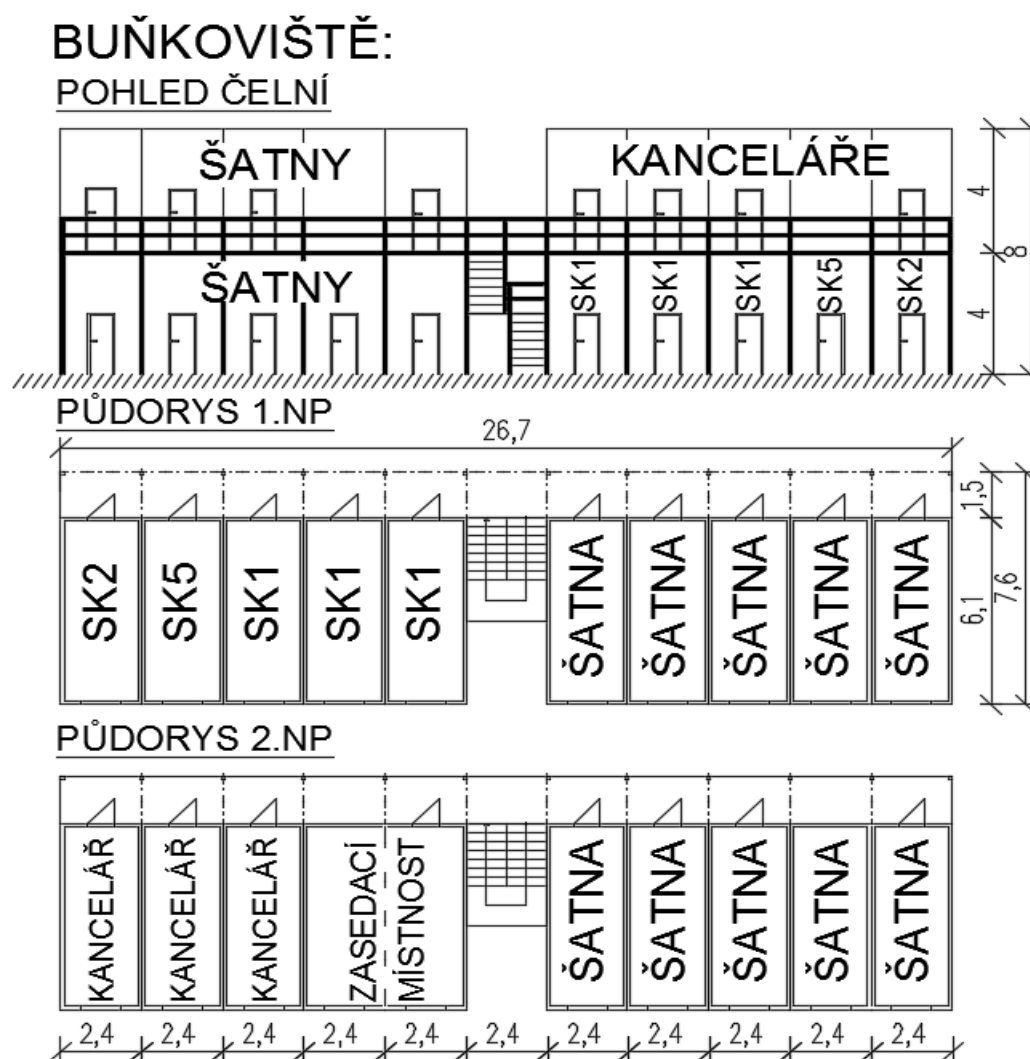 BUŇKOVIŠTĚ:
POHLED ČELNÍ
ŠATNY
KANCELÁŘE
4
8
ŠATNY
SK1
SK1
SK1
SK5
SK2
4
PŮDORYS 1.NP
26,7
SK2
SK5
SK1
SK1
SK1
ŠATNA
ŠATNA
ŠATNA
ŠATNA
ŠATNA
1,5
6,1
7,6
PŮDORYS 2.NP
KANCELÁŘ
KANCELÁŘ
KANCELÁŘ
ZASEDACÍ
MÍSTNOST
ŠATNA
ŠATNA
ŠATNA
ŠATNA
ŠATNA
2,4 2,4 2,4 2,4 2,4 2,4 2,4 2,4 2,4 2,4 2,4